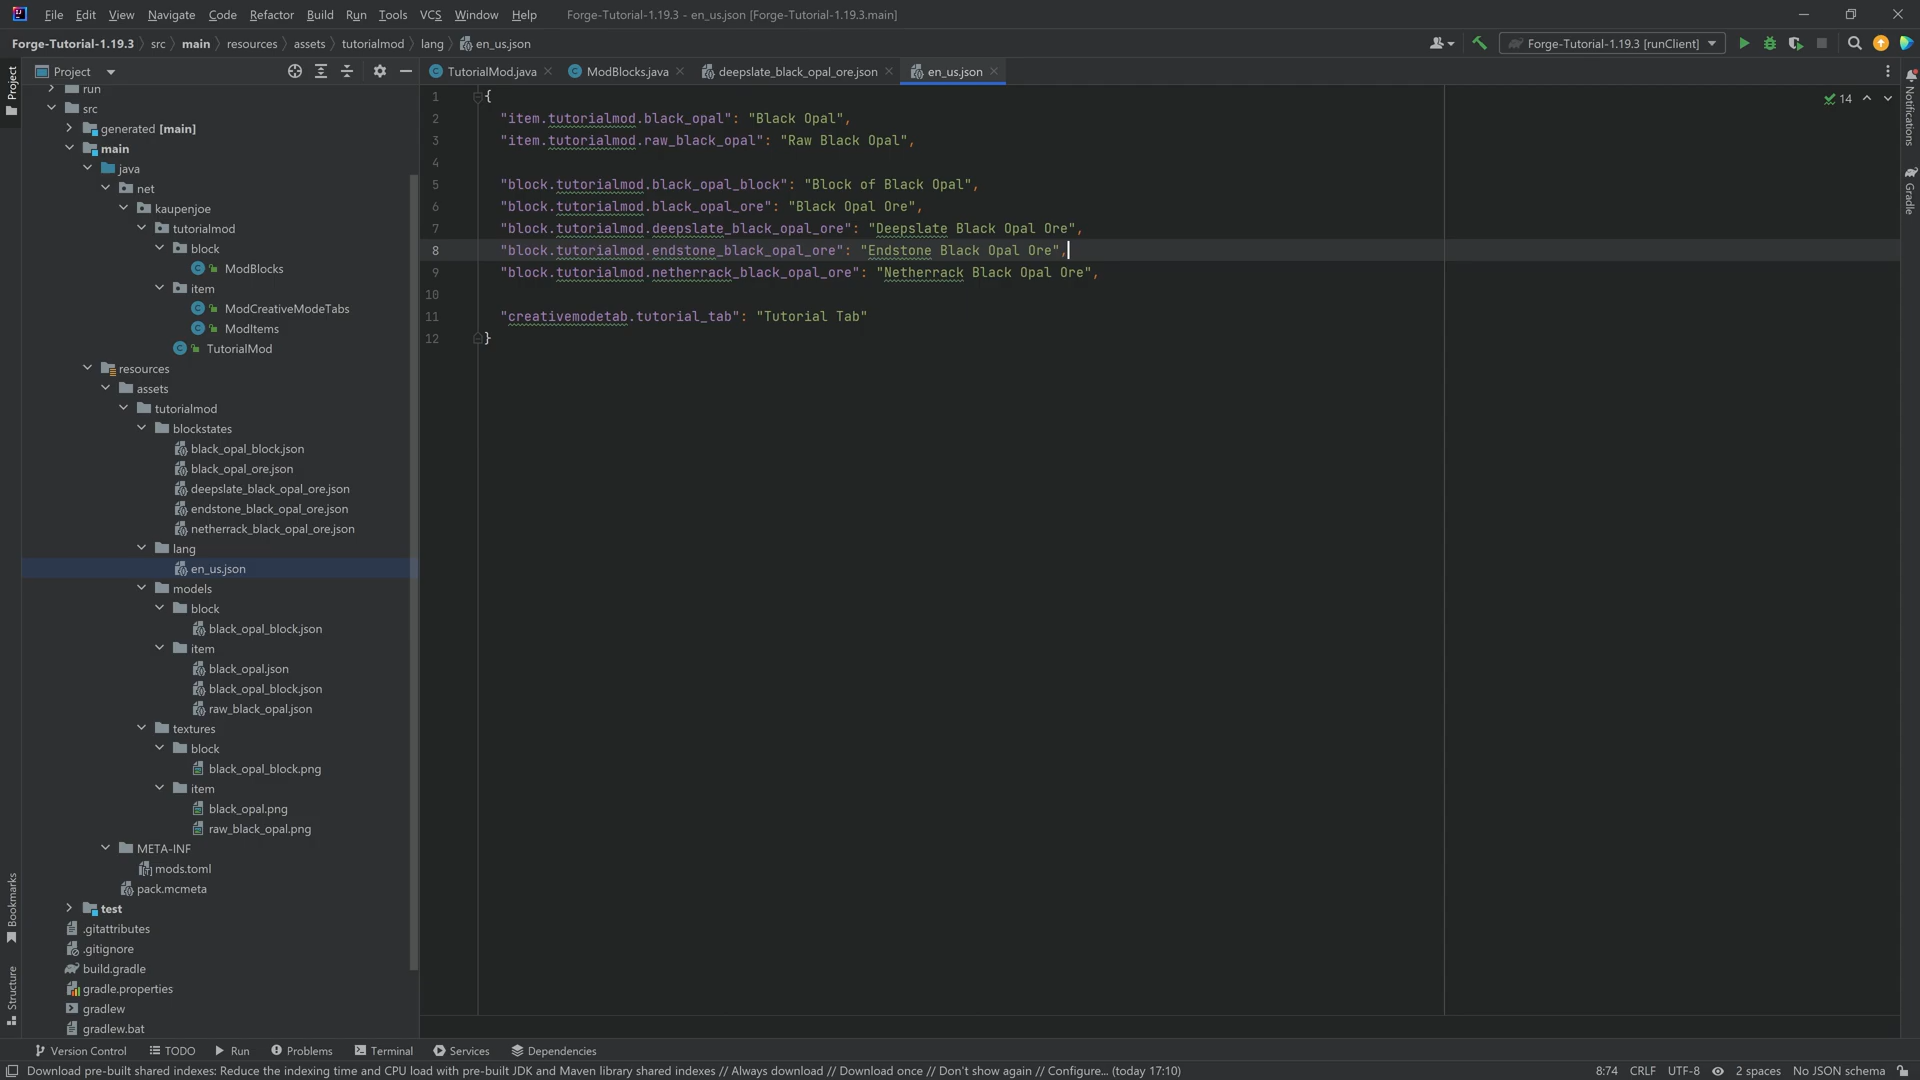 File Edit View Navigate Code Refactor Build Run Tools VCS Window Help Forge-Tutorial-1.19.3 - en_us.json [Forge-Tutorial-1.19.3.main]
Forge-Tutorial-1.19.3 src main resources assets tutorialmod lang en_us.json
Forge-Tutorial-1.19.3 [runClient]
Project
TutorialMod.java ModBlocks.java deepslate_black_opal_ore.json en_us.json
Project
run
src
generated [main]
main
java
net
kaupenjoe
tutorialmod
block
ModBlocks
item
ModCreativeModeTabs
ModItems
TutorialMod
resources
assets
tutorialmod
blockstates
black_opal_block.json
black_opal_ore.json
deepslate_black_opal_ore.json
endstone_black_opal_ore.json
netherrack_black_opal_ore.json
lang
en_us.json
models
block
black_opal_block.json
item
black_opal.json
black_opal_block.json
raw_black_opal.json
textures
block
black_opal_block.png
item
black_opal.png
raw_black_opal.png
META-INF
mods.toml
pack.mcmeta
test
.gitattributes
.gitignore
build.gradle
gradle.properties
gradlew
gradlew.bat
Bookmarks
Structure
1 {
2 "item.tutorialmod.black_opal": "Black Opal",
3 "item.tutorialmod.raw_black_opal": "Raw Black Opal",
4
5 "block.tutorialmod.black_opal_block": "Block of Black Opal",
6 "block.tutorialmod.black_opal_ore": "Black Opal Ore",
7 "block.tutorialmod.deepslate_black_opal_ore": "Deepslate Black Opal Ore",
8 "block.tutorialmod.endstone_black_opal_ore": "Endstone Black Opal Ore",
9 "block.tutorialmod.netherrack_black_opal_ore": "Netherrack Black Opal Ore",
10
11 "creativemodetab.tutorial_tab": "Tutorial Tab"
12 }
14
Notifications
Gradle
Version Control TODO Run Problems Terminal Services Dependencies
Download pre-built shared indexes: Reduce the indexing time and CPU load with pre-built JDK and Maven library shared indexes // Always download // Download once // Don't show again // Configure... (today 17:10) 8:74 CRLF UTF-8 2 spaces No JSON schema